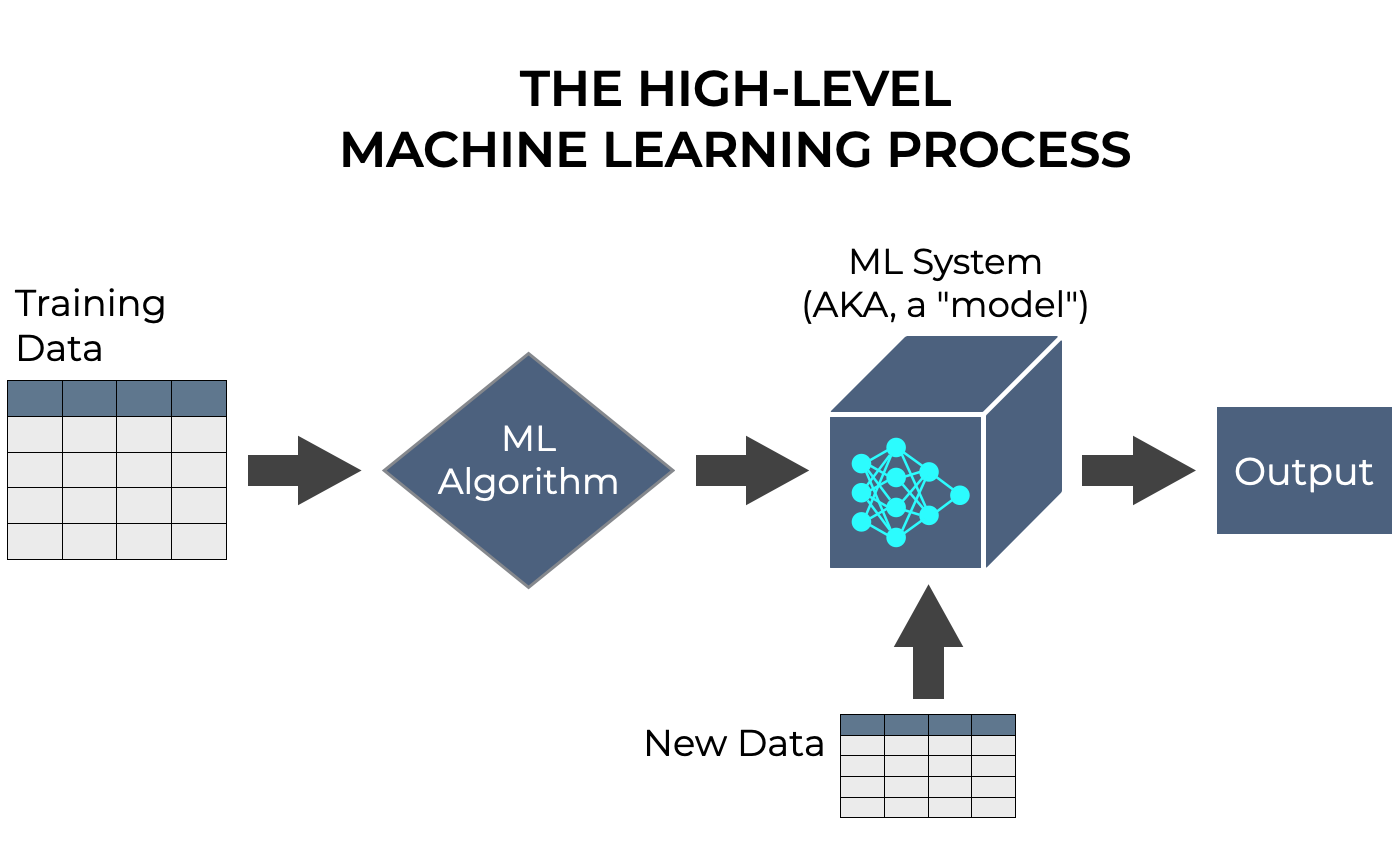 THE HIGH-LEVEL
MACHINE LEARNING PROCESS
Training
Data
ML
Algorithm
ML System
(AKA, a "model")
Output
New Data